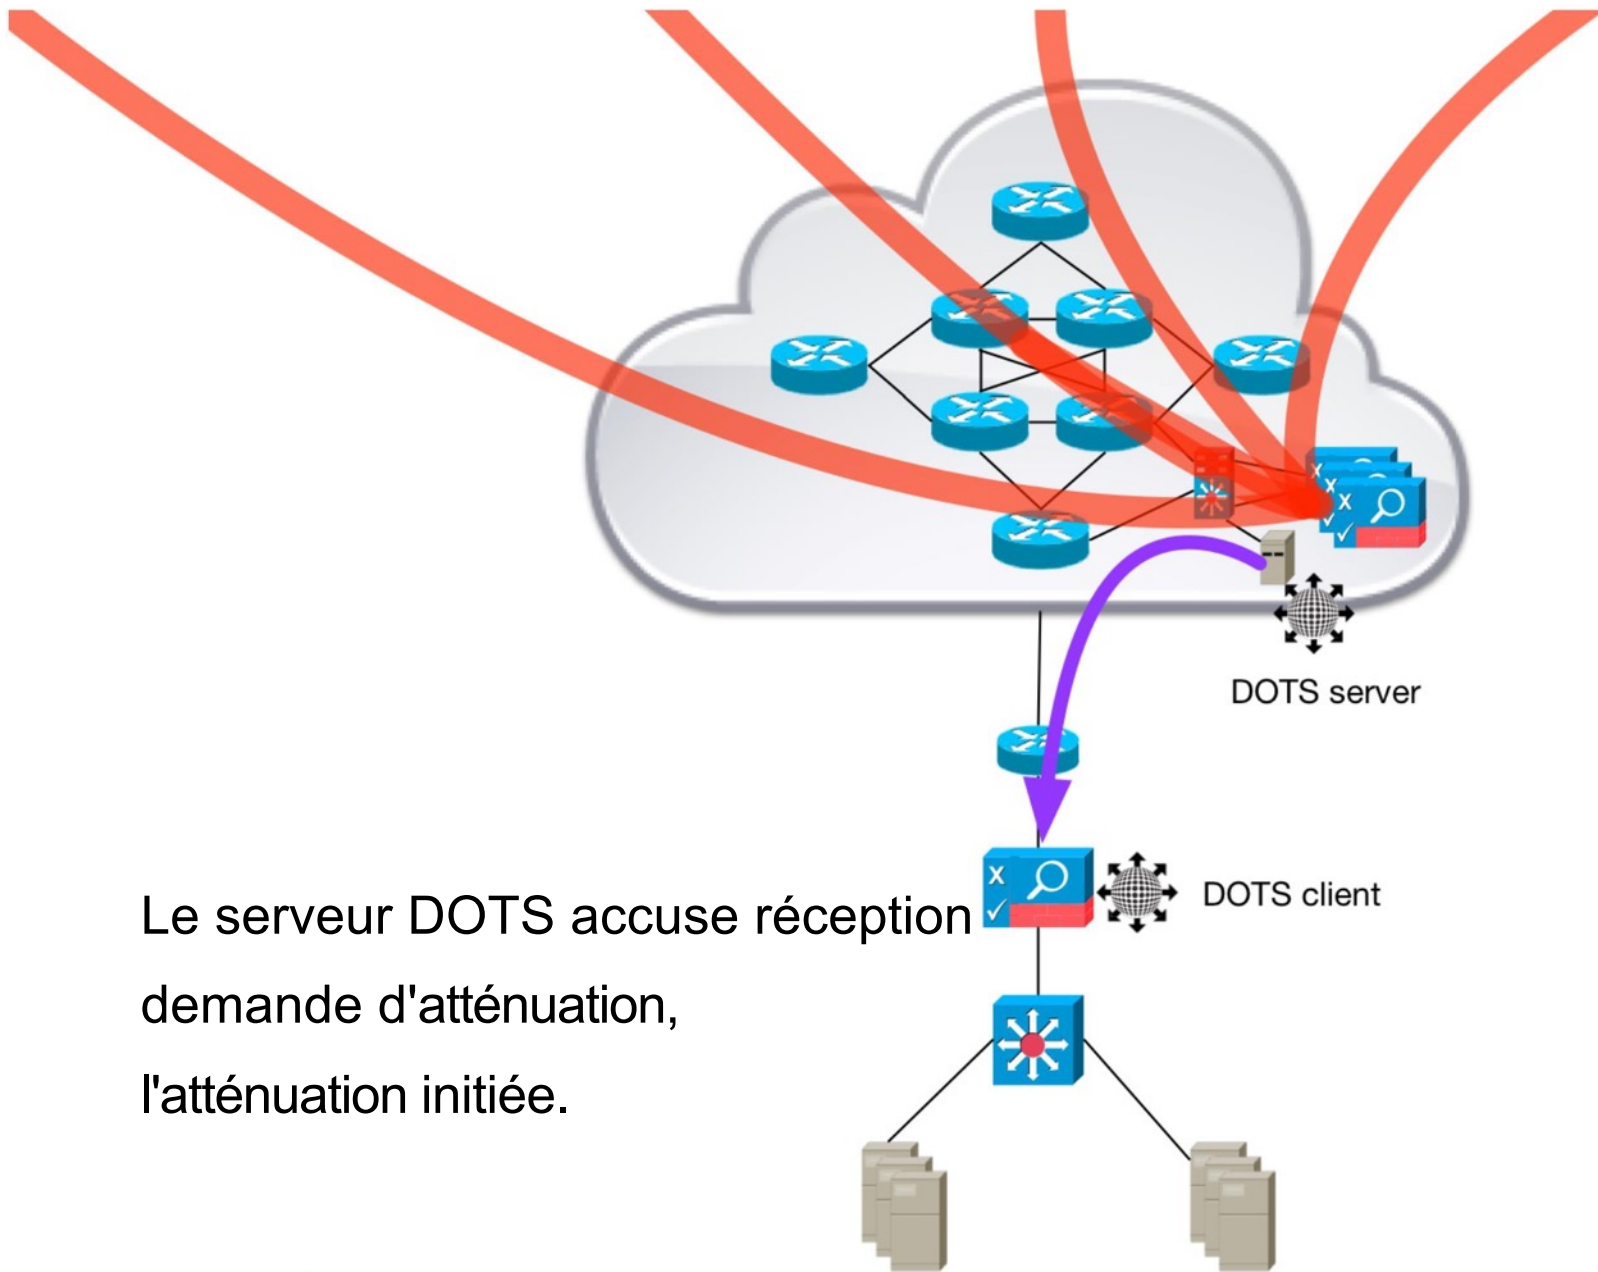 DOTS server
DOTS client
Le serveur DOTS accuse réception
demande d'atténuation,
l'atténuation initiée.